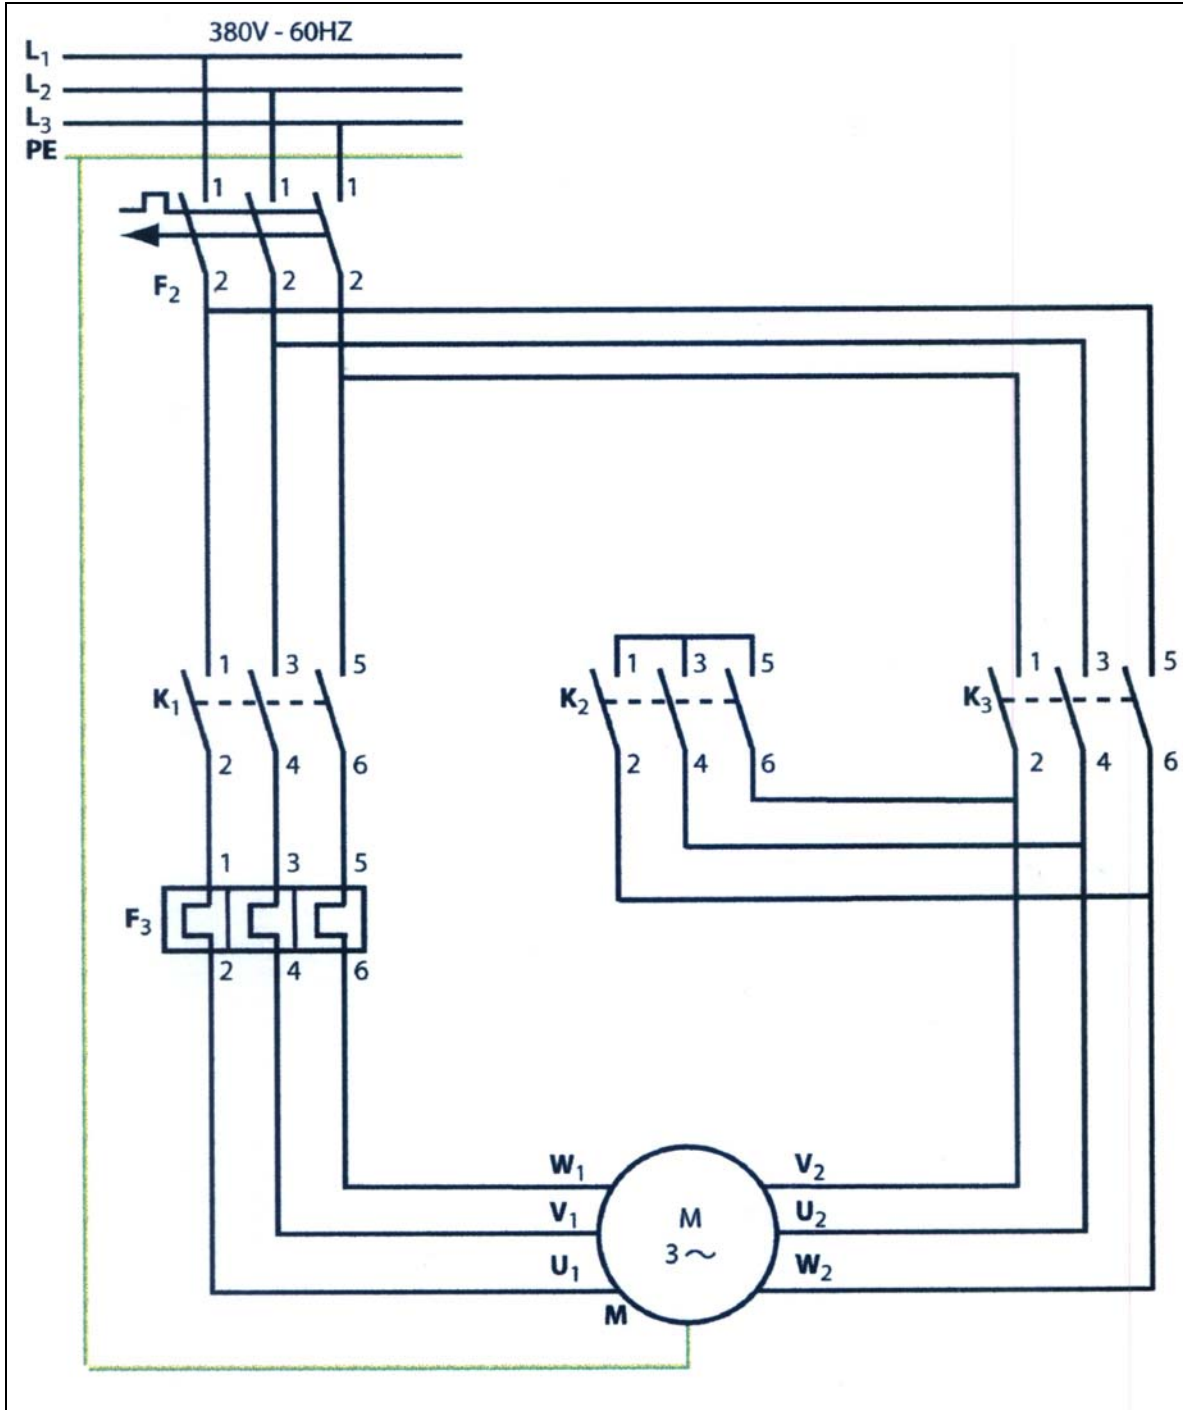 380V - 60HZ
L1
L2
L3
PE
1 1 1
F2 2 2 2
1 3 5 1 3 5 1 3 5
K1 K2 K3
2 4 6 2 4 6 2 4 6
1 3 5
F3
2 4 6
W1 V2
V1 M U2
3~
U1 W2
M